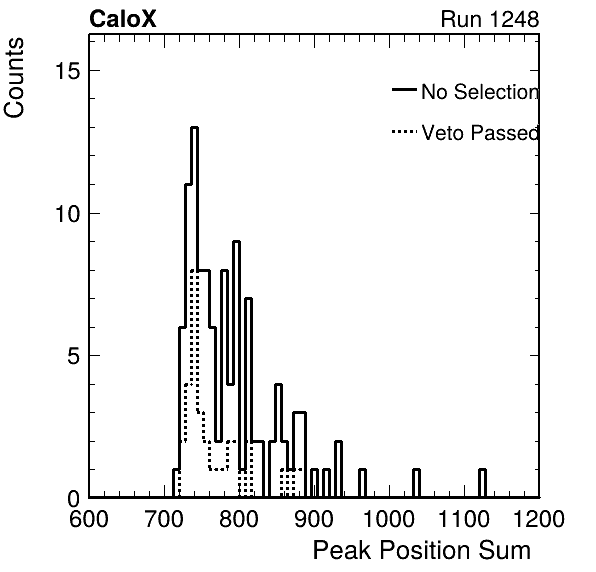 CaloX Run 1248
Counts
15
No Selection
Veto Passed
10
5
0
600 700 800 900 1000 1100 1200
Peak Position Sum